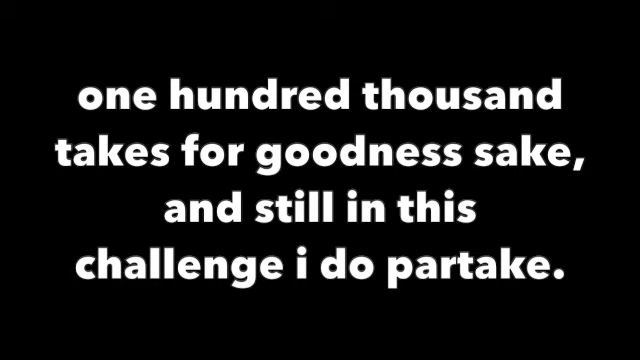 one hundred thousand
takes for goodness sake,
and still in this
challenge i do partake.